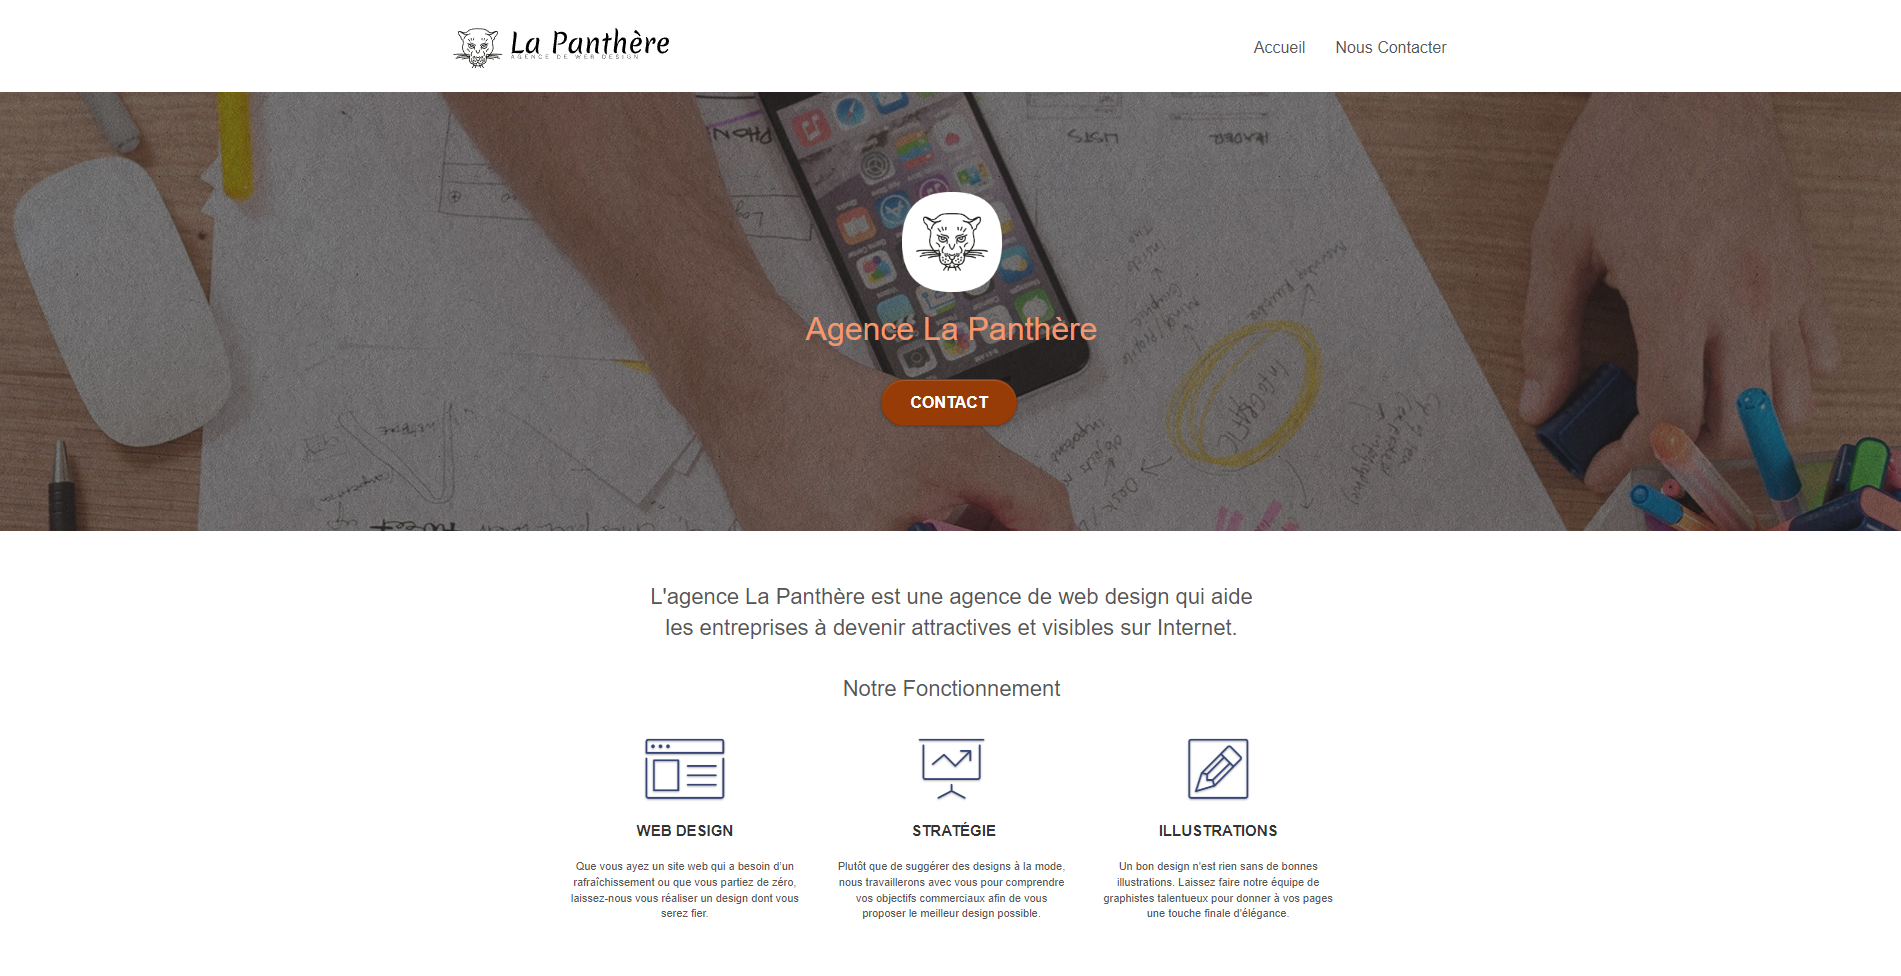 La Panthère
AGENCE DE WEB DESIGN
Accueil
Nous Contacter
PHON
LISTS
HEADER
INFOGRAFIC
Agence La Panthère
CONTACT
L'agence La Panthère est une agence de web design qui aide
les entreprises à devenir attractives et visibles sur Internet.
Notre Fonctionnement
WEB DESIGN
Que vous ayez un site web qui a besoin d'un
rafraîchissement ou que vous partiez de zéro,
laissez-nous vous réaliser un design dont vous
serez fier.
STRATÉGIE
Plutôt que de suggérer des designs à la mode,
nous travaillerons avec vous pour comprendre
vos objectifs commerciaux afin de vous
proposer le meilleur design possible.
ILLUSTRATIONS
Un bon design n'est rien sans de bonnes
illustrations. Laissez faire notre équipe de
graphistes talentueux pour donner à vos pages
une touche finale d'élégance.